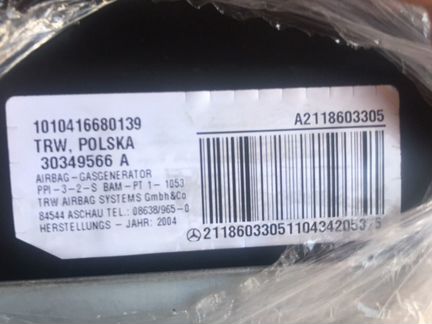 1010416680139
A2118603305
TRW, POLSKA
30349566 A
AIRBAG-GASGENERATOR
PPI-3-2-S BAM-PT 1- 1053
TRW AIRBAG SYSTEMS GmbH&Co
84544 ASCHAU TEL.: 08638/965-0
HERSTELLUNGS - JAHR: 2004